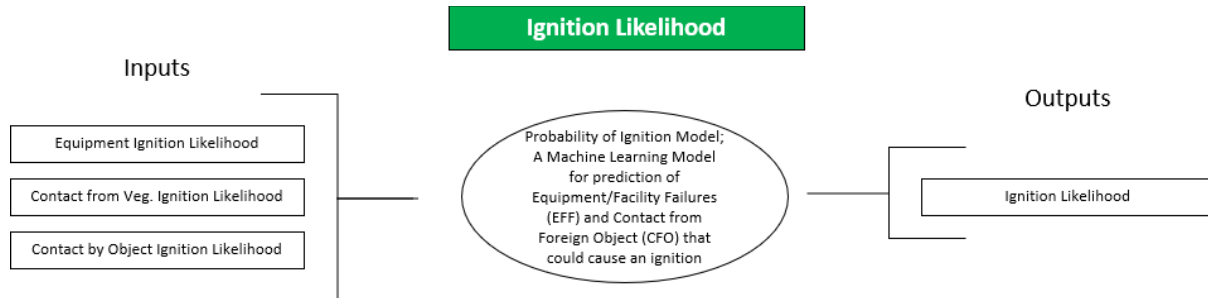 Ignition Likelihood
Inputs
Equipment Ignition Likelihood
Contact from Veg. Ignition Likelihood
Contact by Object Ignition Likelihood
Probability of Ignition Model;
A Machine Learning Model
for prediction of
Equipment/Facility Failures
(EFF) and Contact from
Foreign Object (CFO) that
could cause an ignition
Outputs
Ignition Likelihood